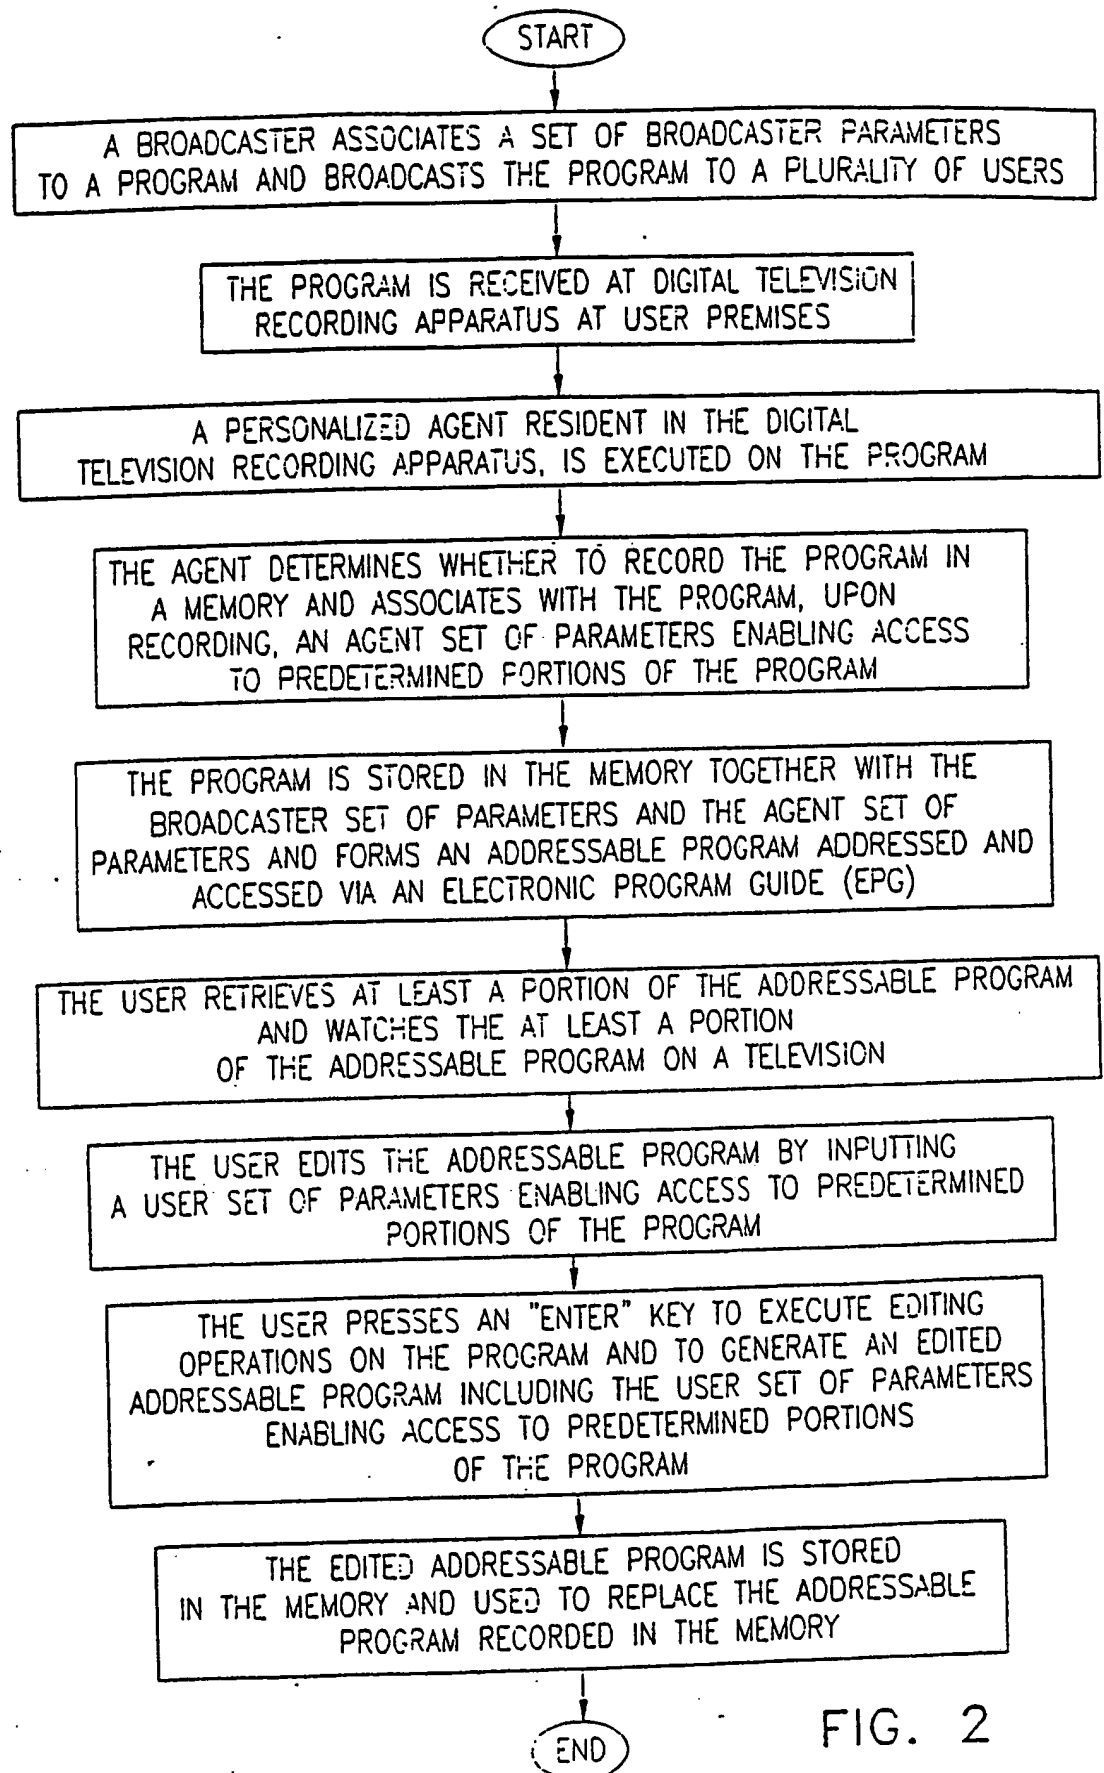 START
A BROADCASTER ASSOCIATES A SET OF BROADCASTER PARAMETERS
TO A PROGRAM AND BROADCASTS THE PROGRAM TO A PLURALITY OF USERS
THE PROGRAM IS RECEIVED AT DIGITAL TELEVISION
RECORDING APPARATUS AT USER PREMISES
A PERSONALIZED AGENT RESIDENT IN THE DIGITAL
TELEVISION RECORDING APPARATUS, IS EXECUTED ON THE PROGRAM
THE AGENT DETERMINES WHETHER TO RECORD THE PROGRAM IN
A MEMORY AND ASSOCIATES WITH THE PROGRAM, UPON
RECORDING, AN AGENT SET OF PARAMETERS ENABLING ACCESS
TO PREDETERMINED PORTIONS OF THE PROGRAM
THE PROGRAM IS STORED IN THE MEMORY TOGETHER WITH THE
BROADCASTER SET OF PARAMETERS AND THE AGENT SET OF
PARAMETERS AND FORMS AN ADDRESSABLE PROGRAM ADDRESSED AND
ACCESSED VIA AN ELECTRONIC PROGRAM GUIDE (EPG)
THE USER RETRIEVES AT LEAST A PORTION OF THE ADDRESSABLE PROGRAM
AND WATCHES THE AT LEAST A PORTION
OF THE ADDRESSABLE PROGRAM ON A TELEVISION
THE USER EDITS THE ADDRESSABLE PROGRAM BY INPUTTING
A USER SET OF PARAMETERS ENABLING ACCESS TO PREDETERMINED
PORTIONS OF THE PROGRAM
THE USER PRESSES AN "ENTER" KEY TO EXECUTE EDITING
OPERATIONS ON THE PROGRAM AND TO GENERATE AN EDITED
ADDRESSABLE PROGRAM INCLUDING THE USER SET OF PARAMETERS
ENABLING ACCESS TO PREDETERMINED PORTIONS
OF THE PROGRAM
THE EDITED ADDRESSABLE PROGRAM IS STORED
IN THE MEMORY AND USED TO REPLACE THE ADDRESSABLE
PROGRAM RECORDED IN THE MEMORY
END
FIG. 2